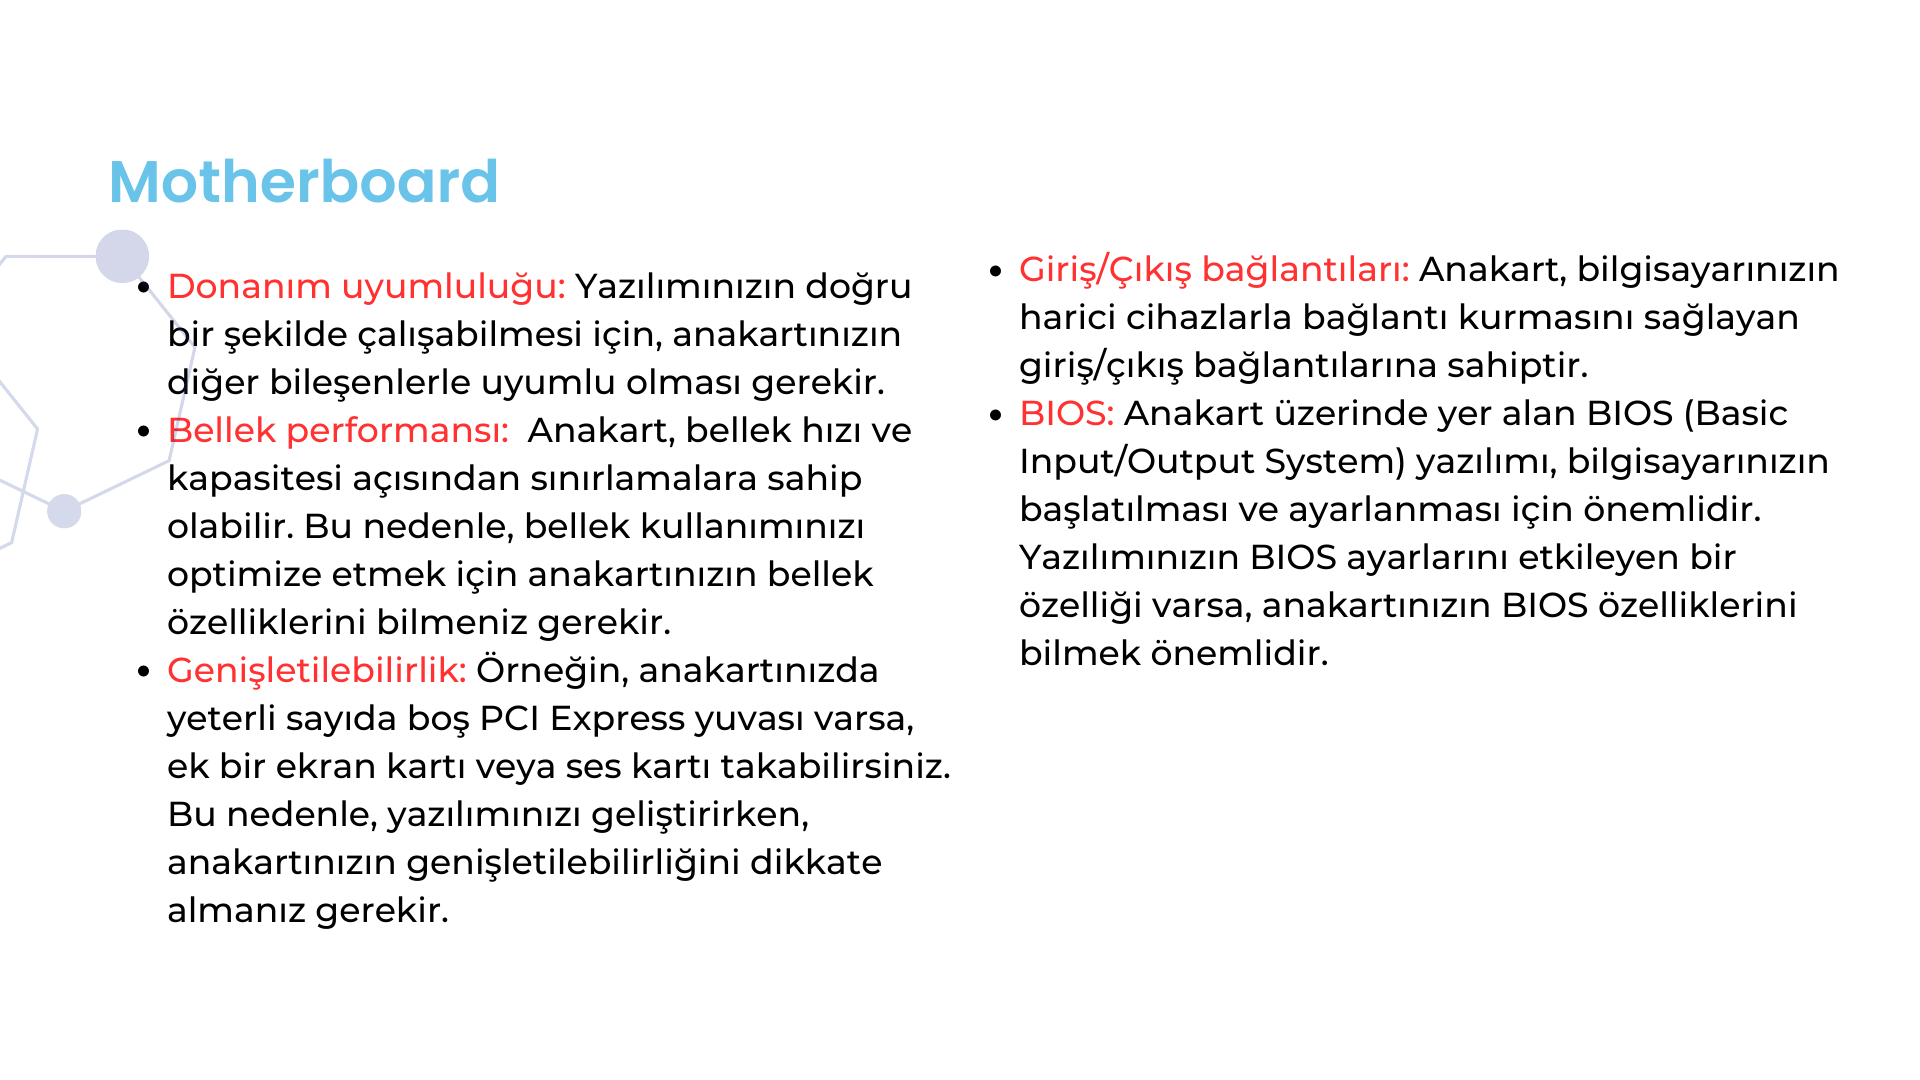 Motherboard
Donanım uyumluluğu: Yazılımınızın doğru
bir şekilde çalışabilmesi için, anakartınızın
diğer bileşenlerle uyumlu olması gerekir.
Bellek performansı:  Anakart, bellek hızı ve
kapasitesi açısından sınırlamalara sahip
olabilir. Bu nedenle, bellek kullanımınızı
optimize etmek için anakartınızın bellek
özelliklerini bilmeniz gerekir.
Genişletilebilirlik: Örneğin, anakartınızda
yeterli sayıda boş PCI Express yuvası varsa,
ek bir ekran kartı veya ses kartı takabilirsiniz.
Bu nedenle, yazılımınızı geliştirirken,
anakartınızın genişletilebilirliğini dikkate
almanız gerekir.
Giriş/Çıkış bağlantıları: Anakart, bilgisayarınızın
harici cihazlarla bağlantı kurmasını sağlayan
giriş/çıkış bağlantılarına sahiptir.
BIOS: Anakart üzerinde yer alan BIOS (Basic
Input/Output System) yazılımı, bilgisayarınızın
başlatılması ve ayarlanması için önemlidir.
Yazılımınızın BIOS ayarlarını etkileyen bir
özelliği varsa, anakartınızın BIOS özelliklerini
bilmek önemlidir.